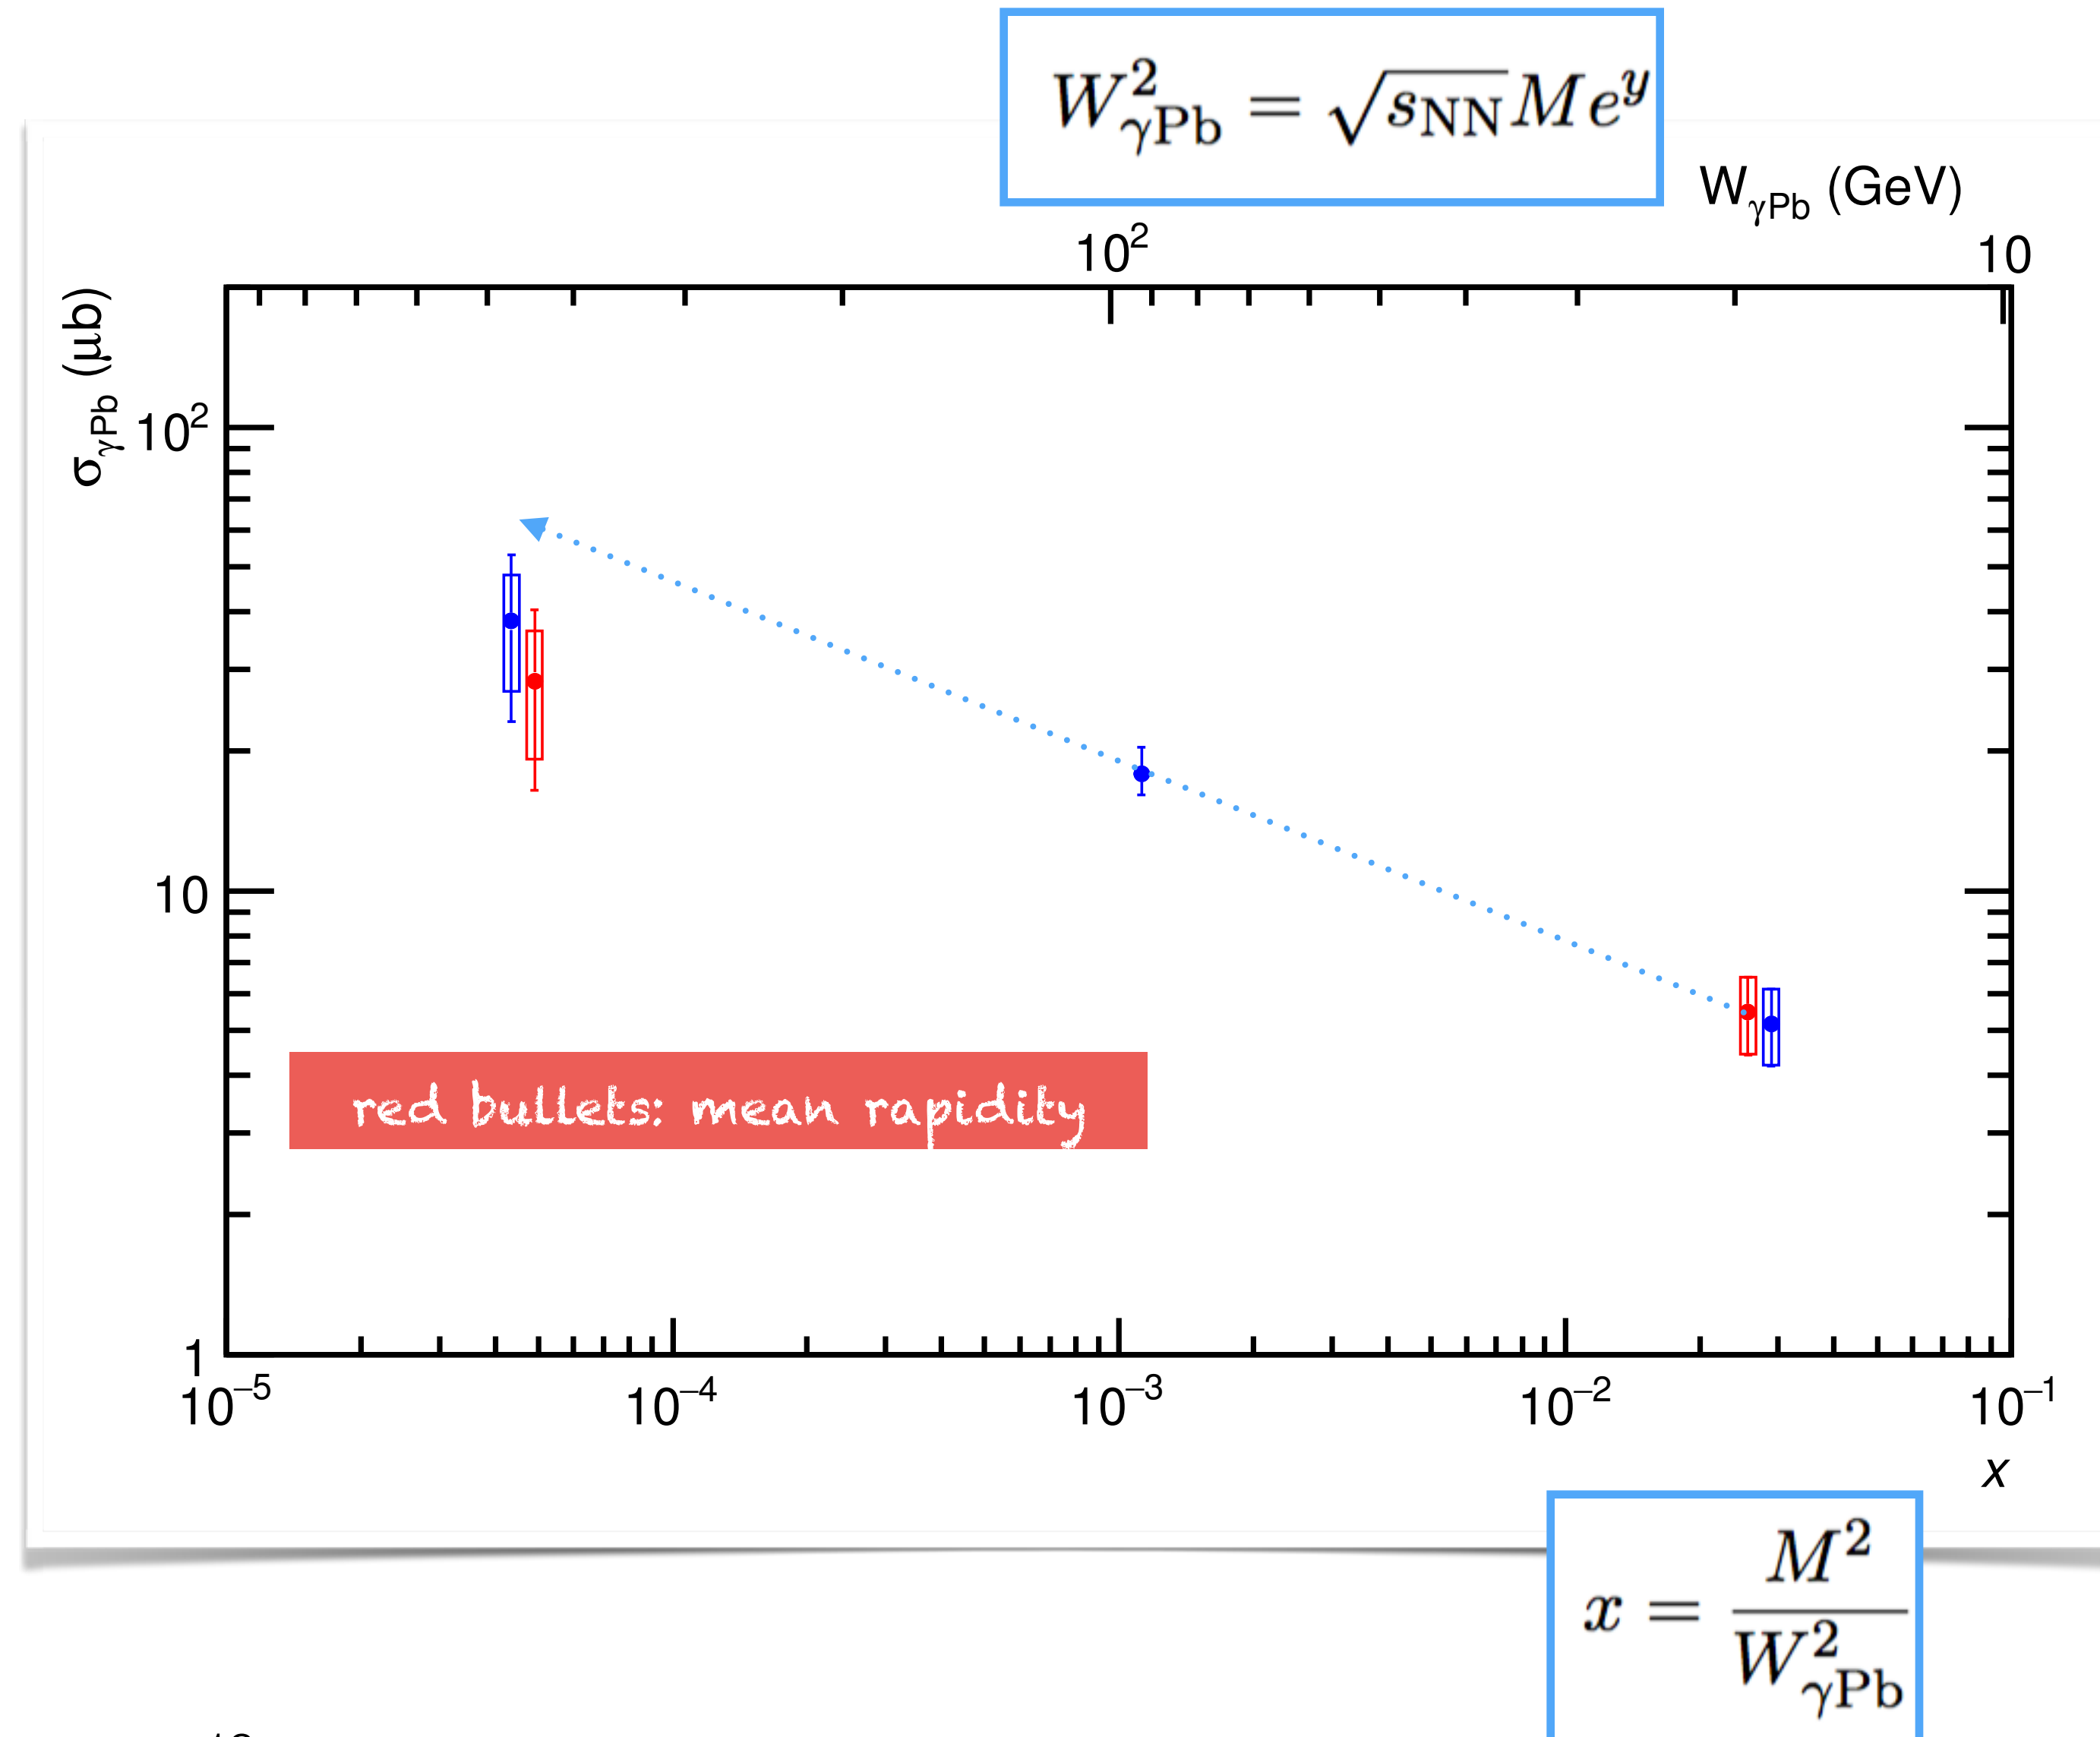 W²γPb = √sNN M e^y
WγPb (GeV)
10² 10
σγPb (μb)
10²
10
1
red bullets: mean rapidity
10⁻⁵ 10⁻⁴ 10⁻³ 10⁻² 10⁻¹
x
x = M² / W²γPb